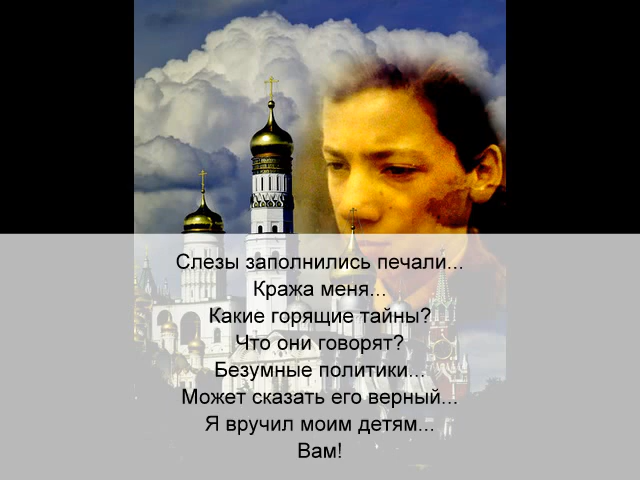 Слезы заполнились печали...
Кража меня...
Какие горящие тайны?
Что они говорят?
Безумные политики...
Может сказать его верный...
Я вручил моим детям...
Вам!